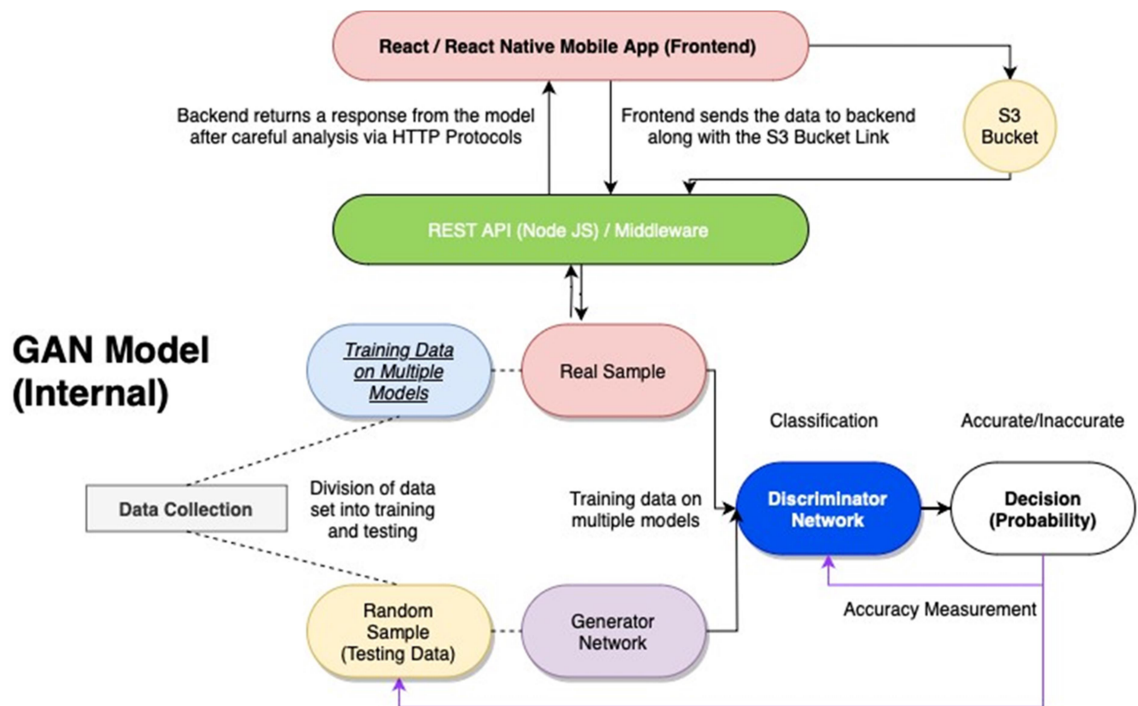 React / React Native Mobile App (Frontend)
Backend returns a response from the model
after careful analysis via HTTP Protocols
Frontend sends the data to backend
along with the S3 Bucket Link
S3
Bucket
REST API (Node JS) / Middleware
GAN Model
(Internal)
Training Data
on Multiple
Models
Real Sample
Classification
Accurate/Inaccurate
Data Collection
Division of data
set into training
and testing
Training data on
multiple models
Discriminator
Network
Decision
(Probability)
Accuracy Measurement
Random
Sample
(Testing Data)
Generator
Network